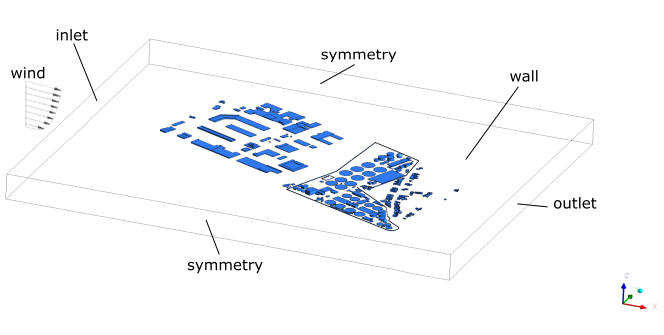 inlet
symmetry
wind
wall
outlet
symmetry
Z
X